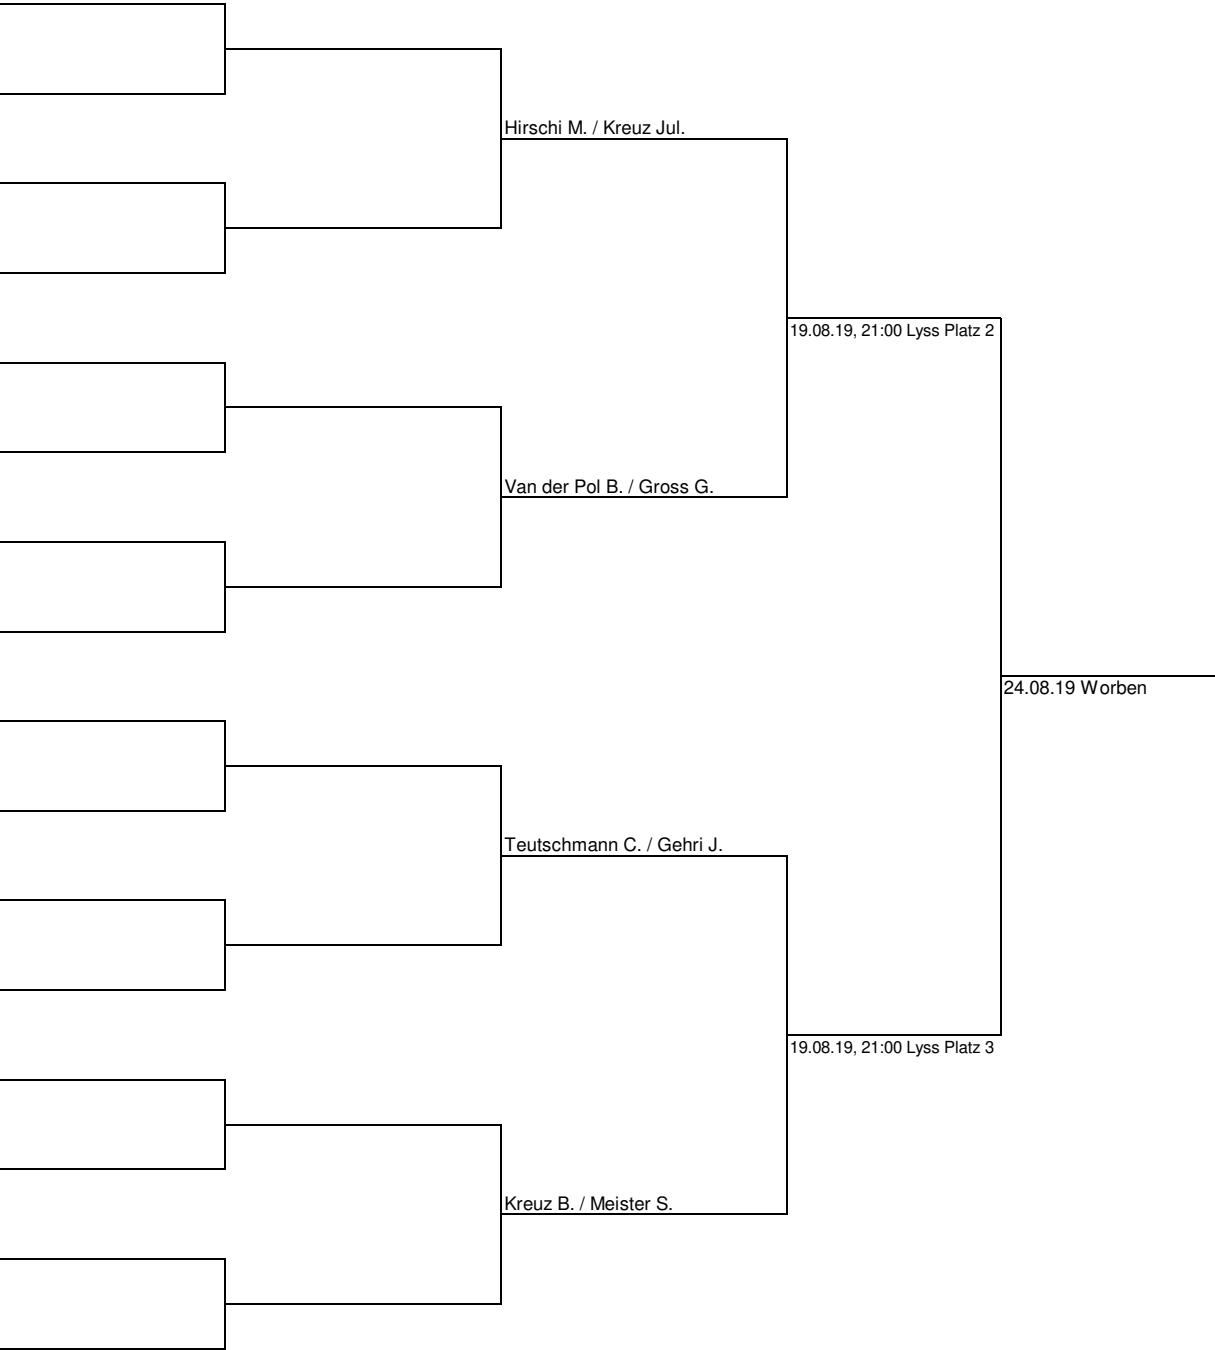 Hirschi M. / Kreuz Jul.
19.08.19, 21:00 Lyss Platz 2
Van der Pol B. / Gross G.
24.08.19 Worben
Teutschmann C. / Gehri J.
19.08.19, 21:00 Lyss Platz 3
Kreuz B. / Meister S.